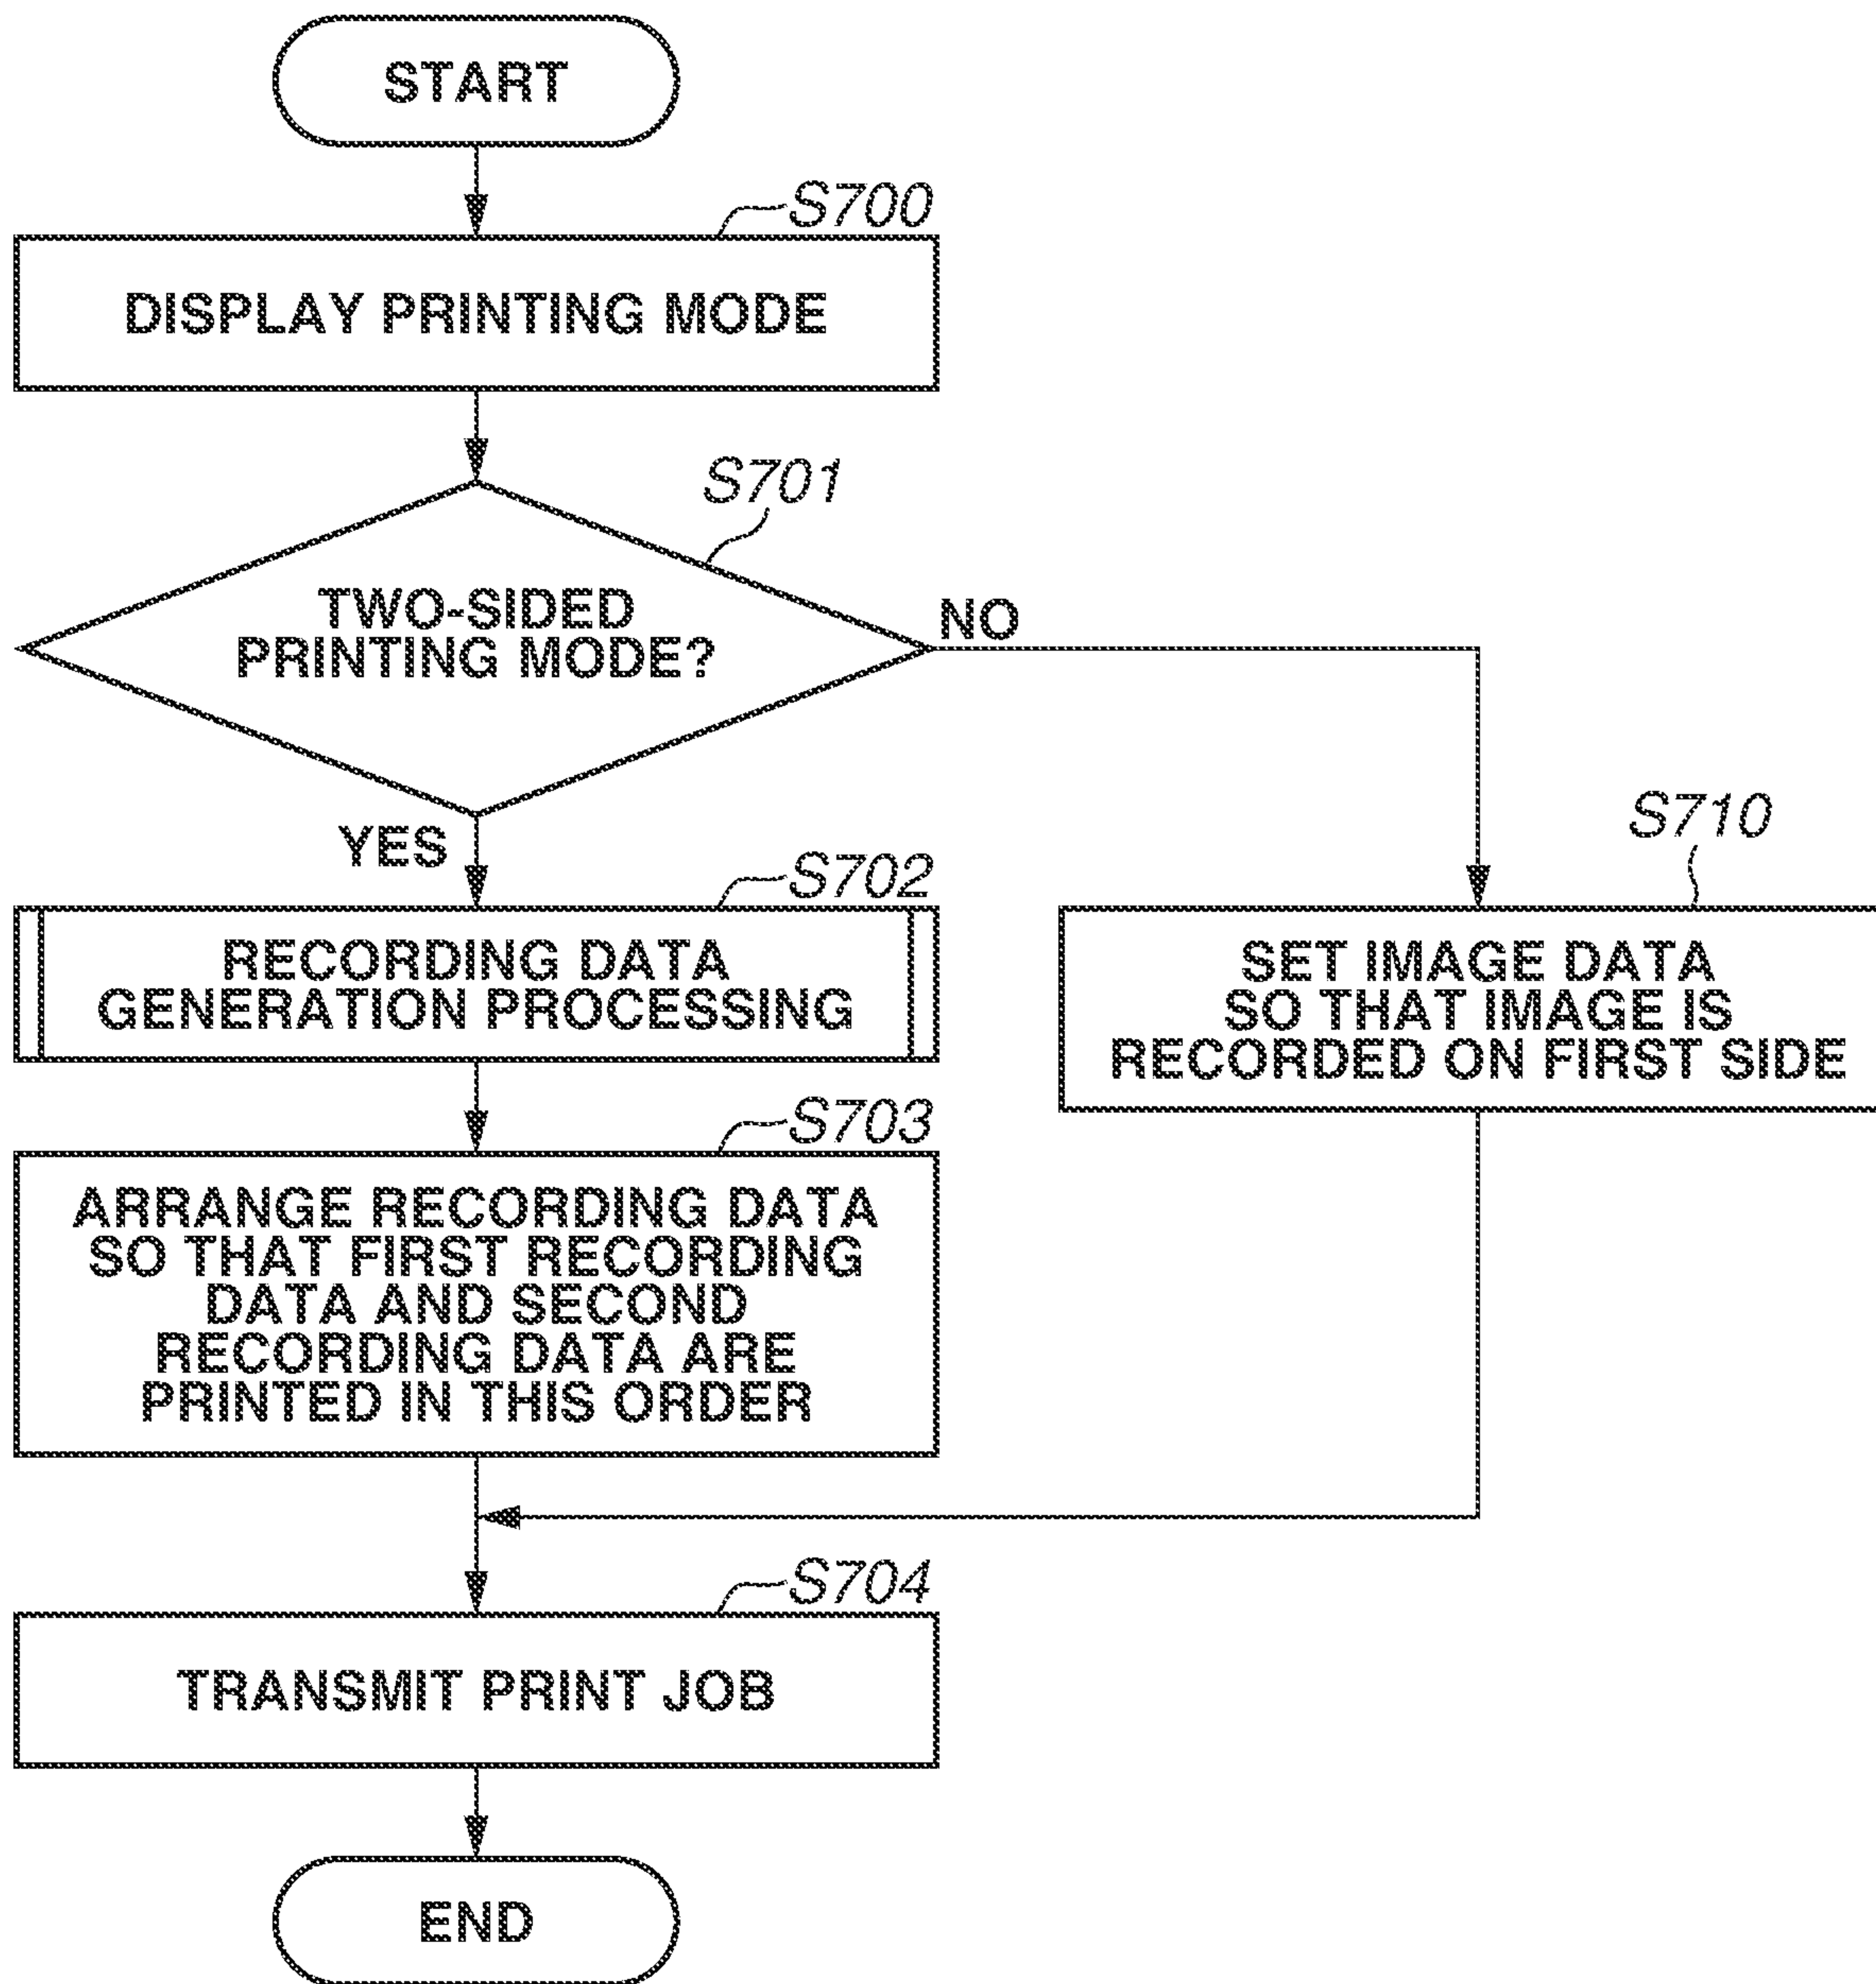 START
S700
DISPLAY PRINTING MODE
S701
TWO-SIDED
PRINTING MODE?
NO
YES
S702
RECORDING DATA
GENERATION PROCESSING
S710
SET IMAGE DATA
SO THAT IMAGE IS
RECORDED ON FIRST SIDE
S703
ARRANGE RECORDING DATA
SO THAT FIRST RECORDING
DATA AND SECOND
RECORDING DATA ARE
PRINTED IN THIS ORDER
S704
TRANSMIT PRINT JOB
END